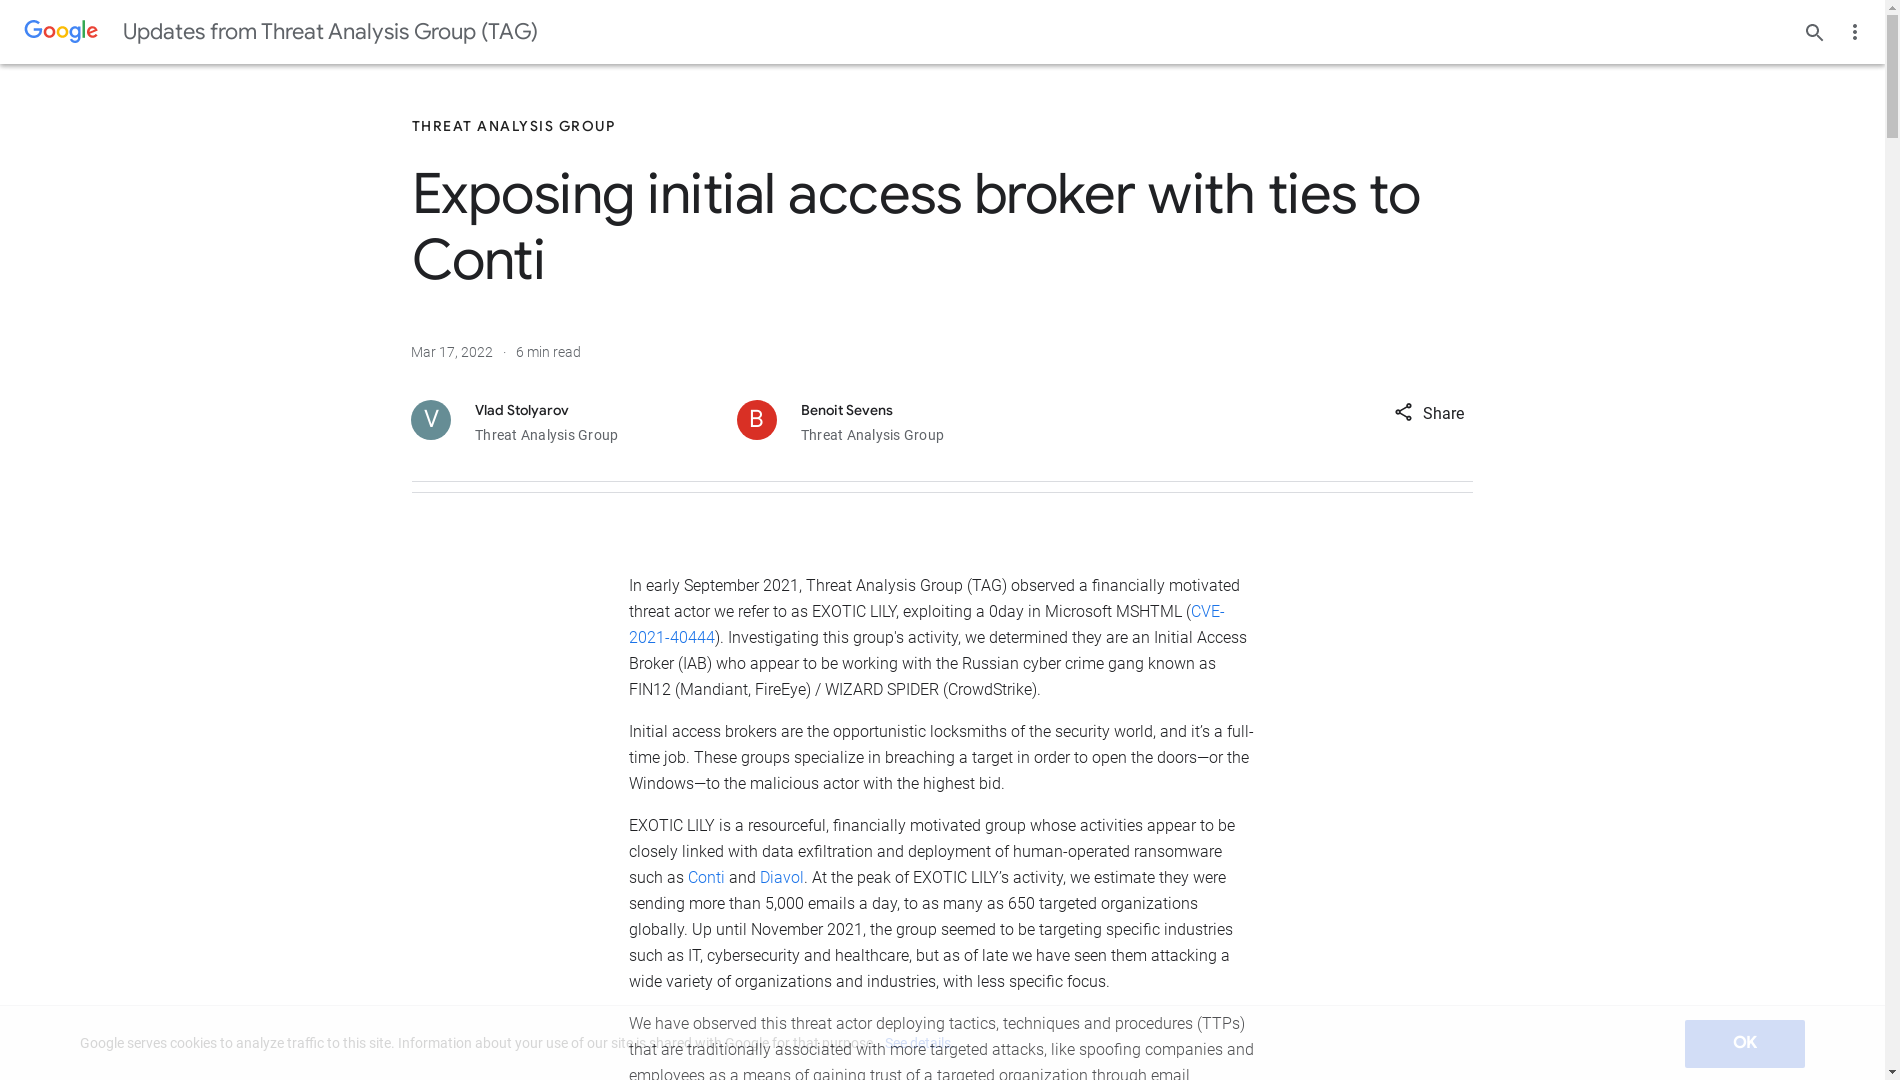 Google Updates from Threat Analysis Group (TAG)
THREAT ANALYSIS GROUP
Exposing initial access broker with ties to
Conti
Mar 17, 2022 · 6 min read
V
Vlad Stolyarov
Threat Analysis Group
B
Benoit Sevens
Threat Analysis Group
Share
In early September 2021, Threat Analysis Group (TAG) observed a financially motivated
threat actor we refer to as EXOTIC LILY, exploiting a 0day in Microsoft MSHTML (CVE-
2021-40444). Investigating this group's activity, we determined they are an Initial Access
Broker (IAB) who appear to be working with the Russian cyber crime gang known as
FIN12 (Mandiant, FireEye) / WIZARD SPIDER (CrowdStrike).
Initial access brokers are the opportunistic locksmiths of the security world, and it’s a full-
time job. These groups specialize in breaching a target in order to open the doors—or the
Windows—to the malicious actor with the highest bid.
EXOTIC LILY is a resourceful, financially motivated group whose activities appear to be
closely linked with data exfiltration and deployment of human-operated ransomware
such as Conti and Diavol. At the peak of EXOTIC LILY’s activity, we estimate they were
sending more than 5,000 emails a day, to as many as 650 targeted organizations
globally. Up until November 2021, the group seemed to be targeting specific industries
such as IT, cybersecurity and healthcare, but as of late we have seen them attacking a
wide variety of organizations and industries, with less specific focus.
We have observed this threat actor deploying tactics, techniques and procedures (TTPs)
that are traditionally associated with more targeted attacks, like spoofing companies and
employees as a means of gaining trust of a targeted organization through email
Google serves cookies to analyze traffic to this site. Information about your use of our site is shared with Google for that purpose. See details.
OK